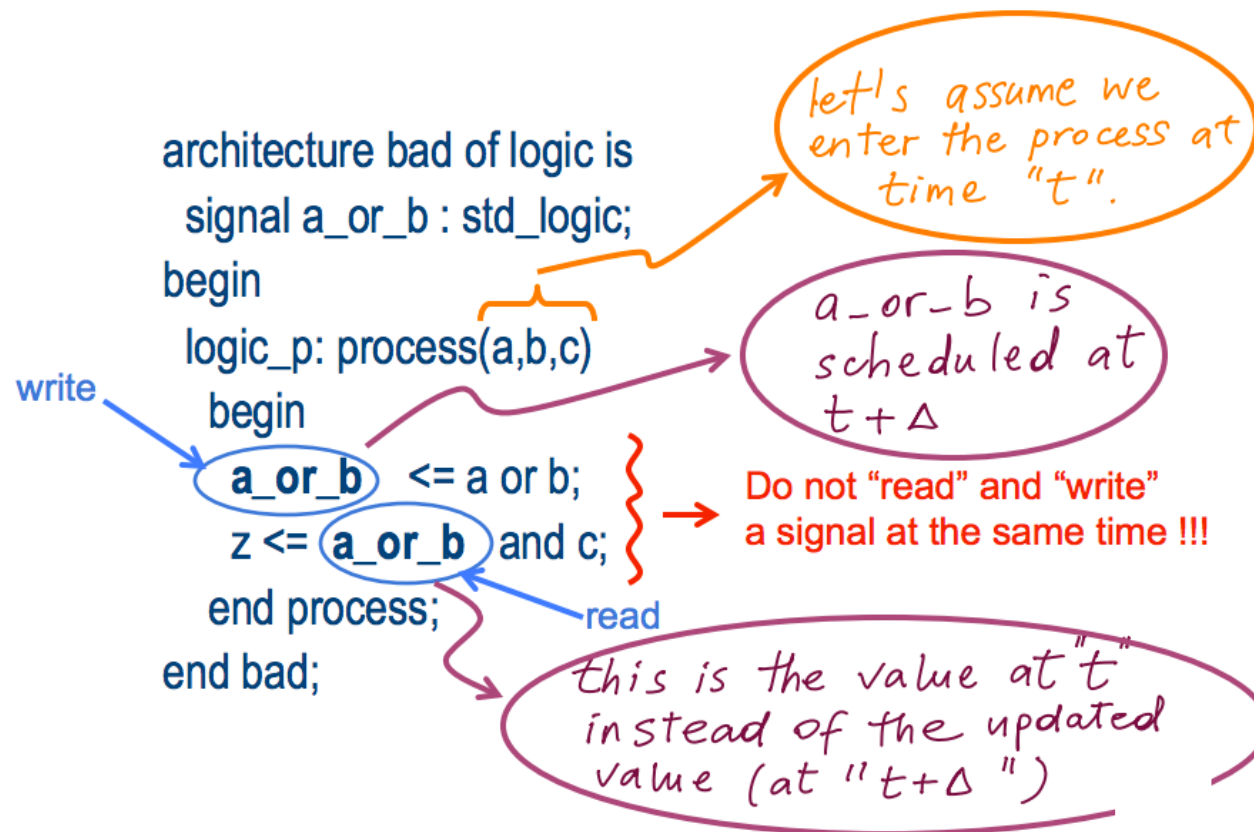 let's assume we
enter the process at
time "t".
architecture bad of logic is
signal a_or_b : std_logic;
begin
logic_p: process(a,b,c)
write
begin
a_or_b <= a or b;
z <= a_or_b and c;
end process;
read
end bad;
a_or_b is
scheduled at
t + Δ
Do not “read” and “write”
a signal at the same time !!!
this is the value at "t"
instead of the updated
value (at "t+Δ")